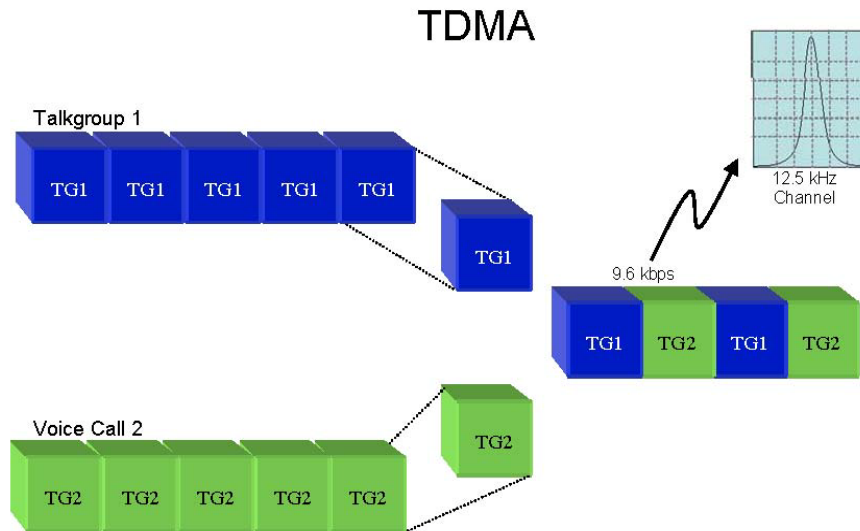 TDMA
Talkgroup 1
TG1 TG1 TG1 TG1 TG1
TG1
12.5 kHz
Channel
9.6 kbps
TG1 TG2 TG1 TG2
Voice Call 2
TG2
TG2 TG2 TG2 TG2 TG2